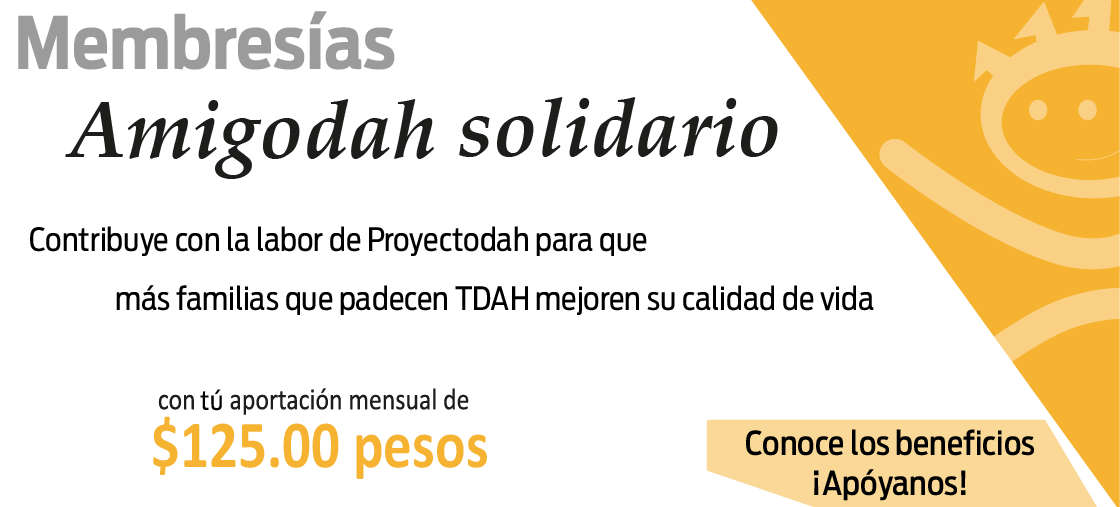 Membresías
Amigodah solidario
Contribuye con la labor de Proyectodah para que
más familias que padecen TDAH mejoren su calidad de vida
con tú aportación mensual de
$125.00 pesos
Conoce los beneficios
¡Apóyanos!